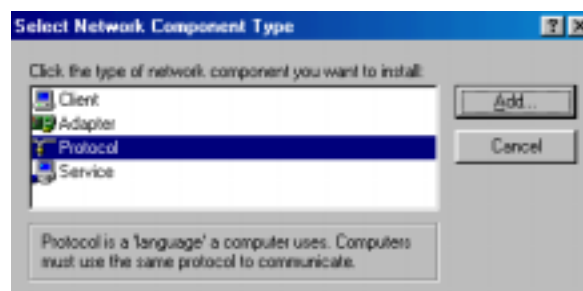 Select Network Component Type
Click the type of network component you want to install:
Client
Adapter
Protocol
Service
Add...
Cancel
Protocol is a 'language' a computer uses. Computers
must use the same protocol to communicate.